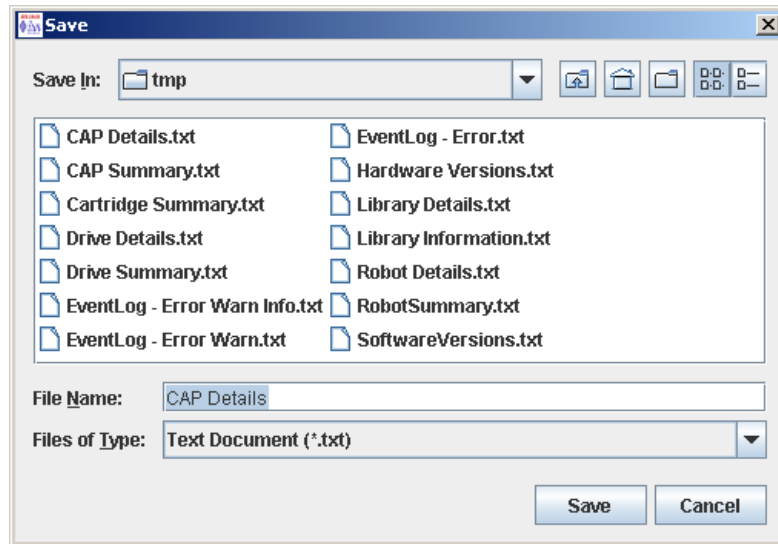 Save
Save In: tmp
CAP Details.txt
CAP Summary.txt
Cartridge Summary.txt
Drive Details.txt
Drive Summary.txt
EventLog - Error Warn Info.txt
EventLog - Error Warn.txt
EventLog - Error.txt
Hardware Versions.txt
Library Details.txt
Library Information.txt
Robot Details.txt
RobotSummary.txt
SoftwareVersions.txt
File Name: CAP Details
Files of Type: Text Document (*.txt)
Save Cancel